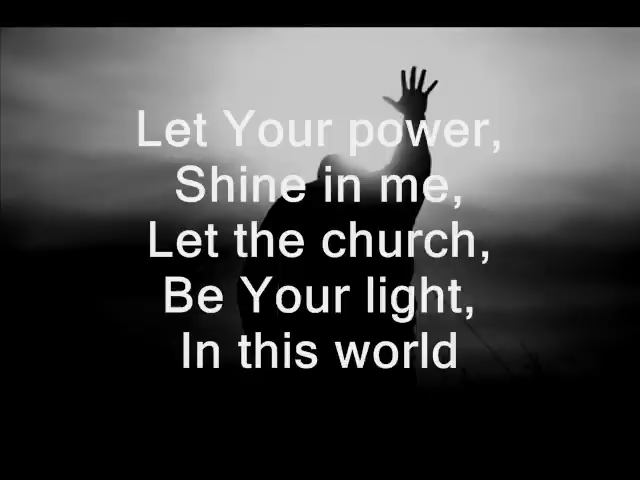 Let Your power,
Shine in me,
Let the church,
Be Your light,
In this world